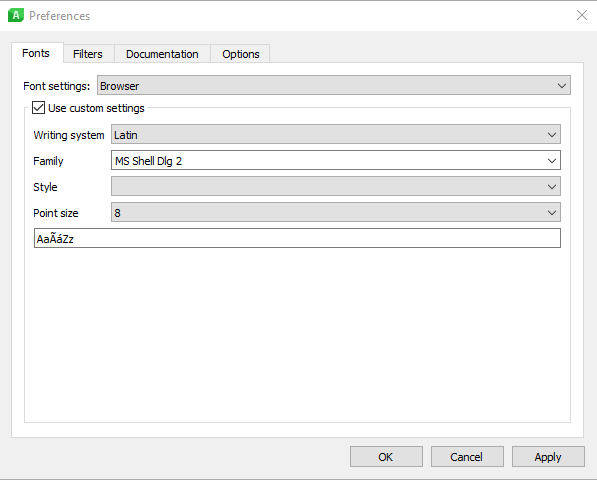 Preferences
Fonts Filters Documentation Options
Font settings: Browser
Use custom settings
Writing system Latin
Family MS Shell Dlg 2
Style
Point size 8
AaÃáZz
OK Cancel Apply